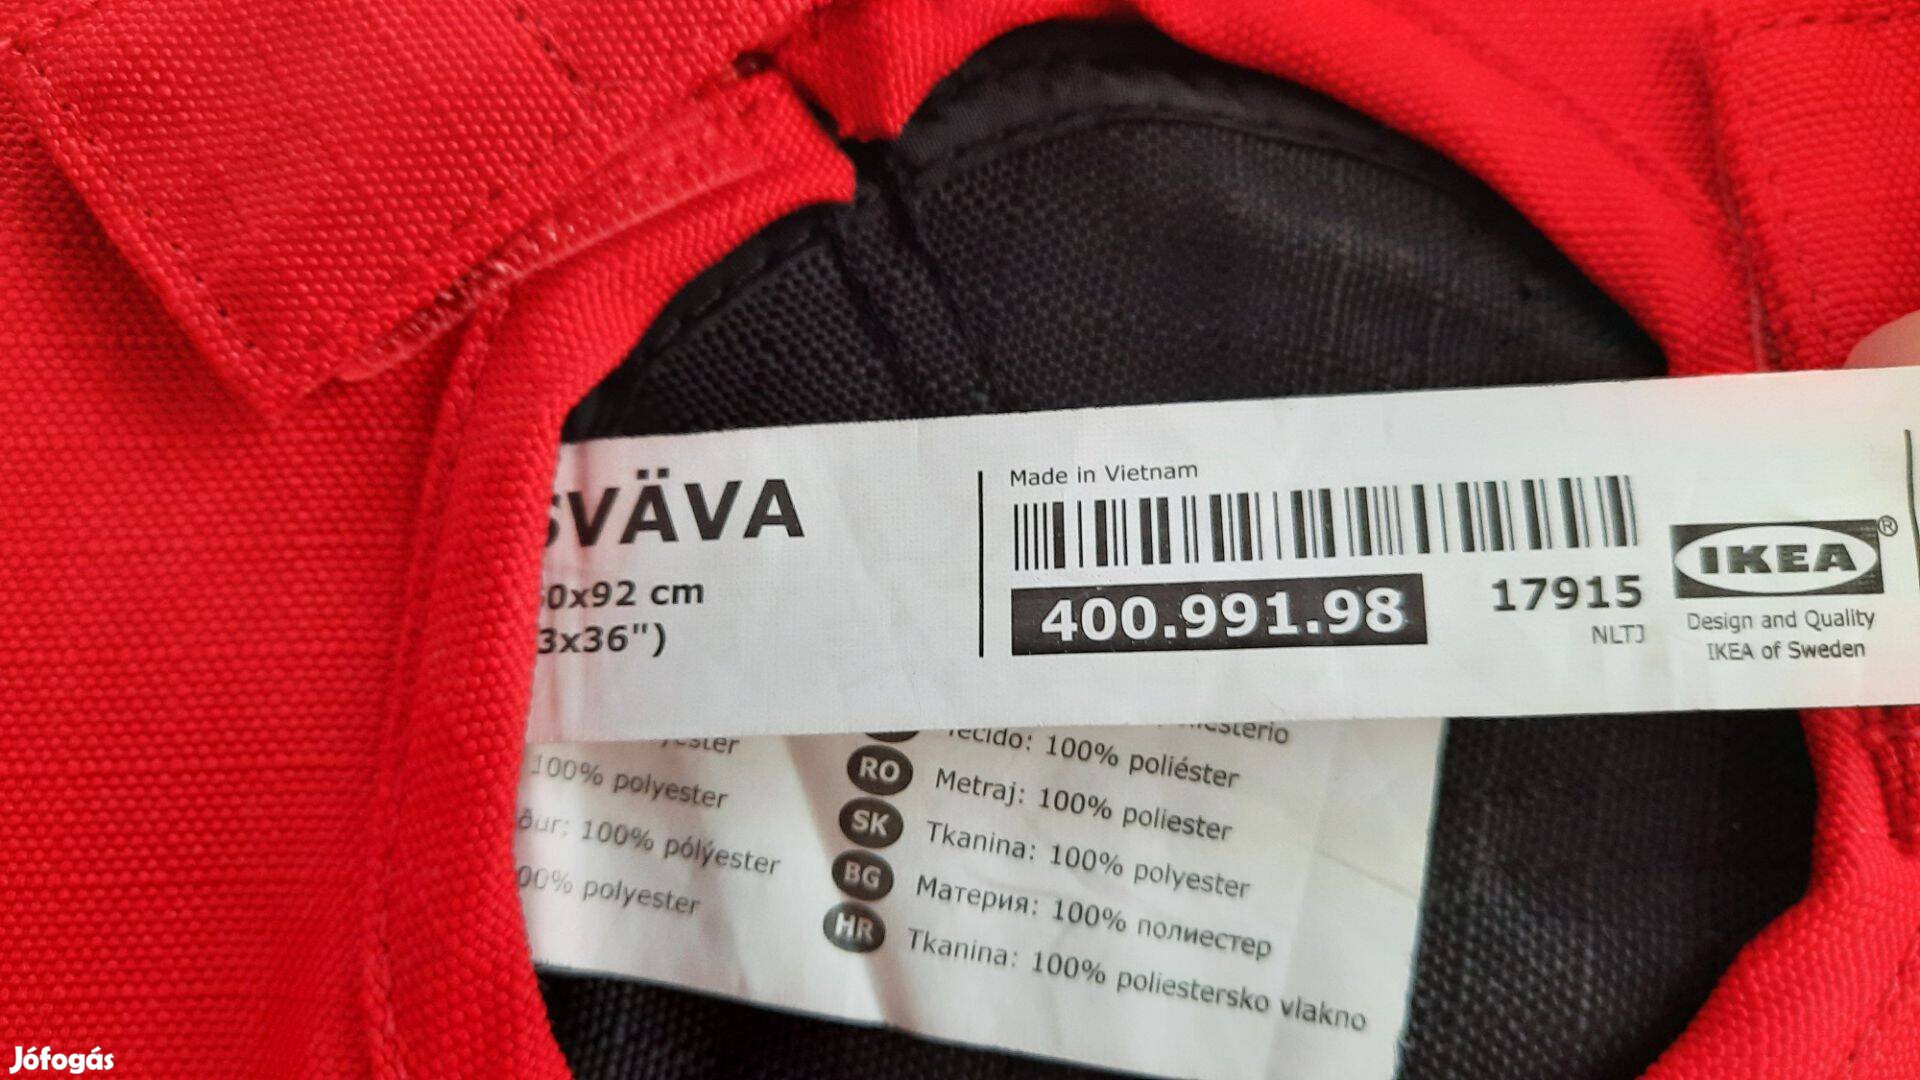 SVÄVA
0x92 cm
3x36")
Made in Vietnam
400.991.98
17915
NLTJ
IKEA ®
Design and Quality
IKEA of Sweden
100% polyester
ður: 100% pólýester
00% polyester
Tecido: 100% poliéster
RO Metraj: 100% poliester
SK Tkanina: 100% polyester
BG Материя: 100% полиестер
HR Tkanina: 100% poliestersko vlakno
Jófogás